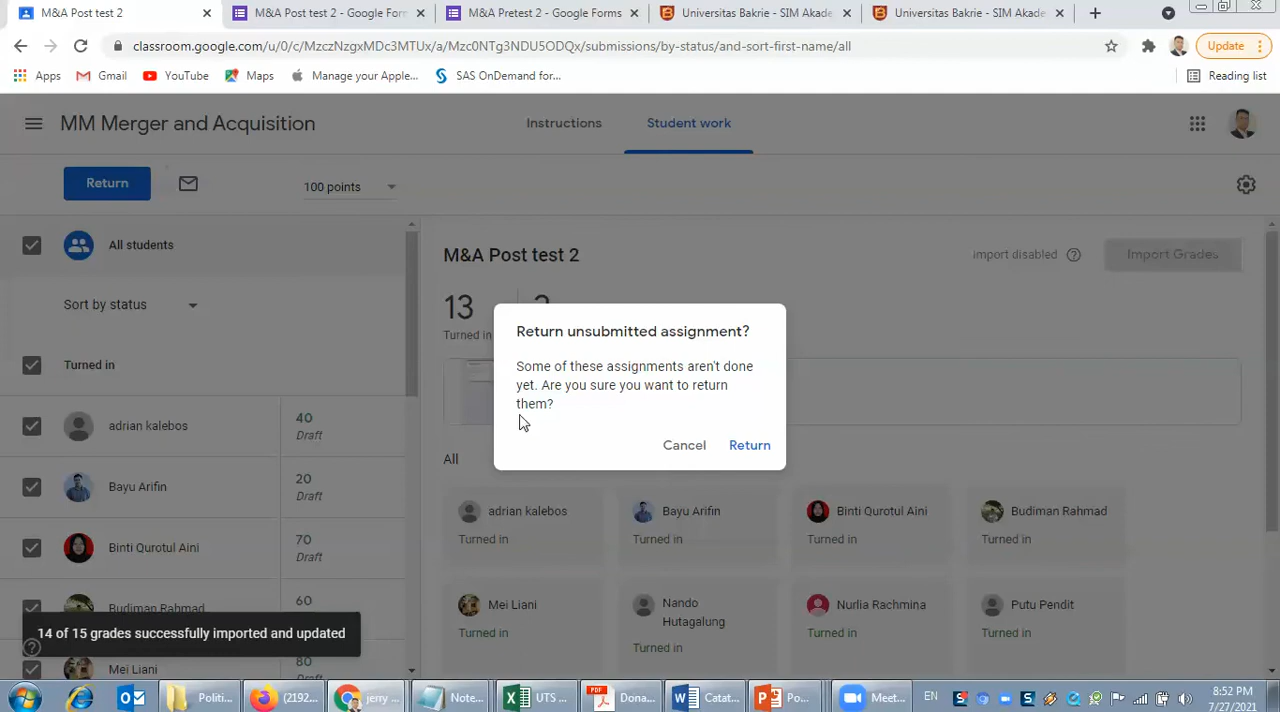 M&A Post test 2
M&A Post test 2 - Google Form
M&A Pretest 2 - Google Forms
Universitas Bakrie - SIM Akade
Universitas Bakrie - SIM Akade
classroom.google.com/u/0/c/MzczNzgxMDc3MTUx/a/Mzc0NTg3NDU5ODQx/submissions/by-status/and-sort-first-name/all
Update
Apps
Gmail
YouTube
Maps
Manage your Apple...
SAS OnDemand for...
Reading list
MM Merger and Acquisition
Instructions
Student work
Return
100 points
All students
Sort by status
Turned in
adrian kalebos
40
Draft
Bayu Arifin
20
Draft
Binti Qurotul Aini
70
Draft
Budiman Rahmad
60
Mei Liani
80
14 of 15 grades successfully imported and updated
M&A Post test 2
Import disabled
Import Grades
13
Turned in
Return unsubmitted assignment?
Some of these assignments aren't done
yet. Are you sure you want to return
them?
Cancel
Return
All
adrian kalebos
Turned in
Bayu Arifin
Turned in
Binti Qurotul Aini
Turned in
Budiman Rahmad
Turned in
Mei Liani
Turned in
Nando
Hutagalung
Turned in
Nurlia Rachmina
Turned in
Putu Pendit
Turned in
Politi...
(2192...
jerry ...
Note...
UTS ...
Dona...
Catat...
Po...
Meet...
EN
8:52 PM
7/27/2021